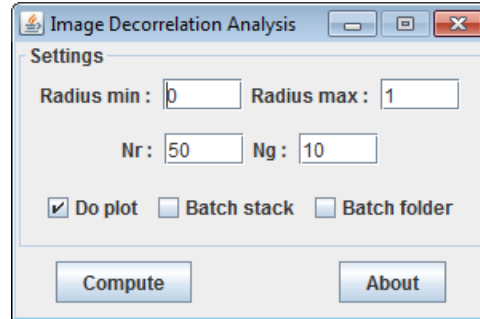 Image Decorrelation Analysis
Settings
Radius min : 0 Radius max : 1
Nr : 50 Ng : 10
Do plot Batch stack Batch folder
Compute About